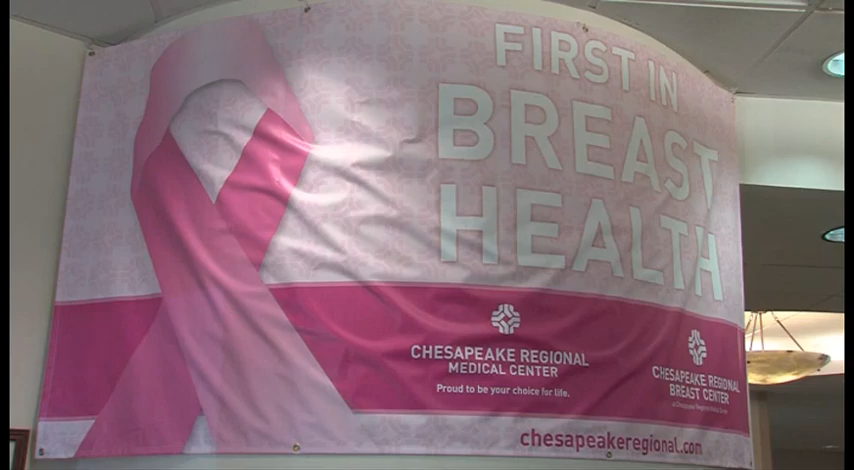 FIRST IN
BREAST
HEALTH
CHESAPEAKE REGIONAL
MEDICAL CENTER
Proud to be your choice for life.
CHESAPEAKE REGIONAL
BREAST CENTER
chesapeakeregional.com